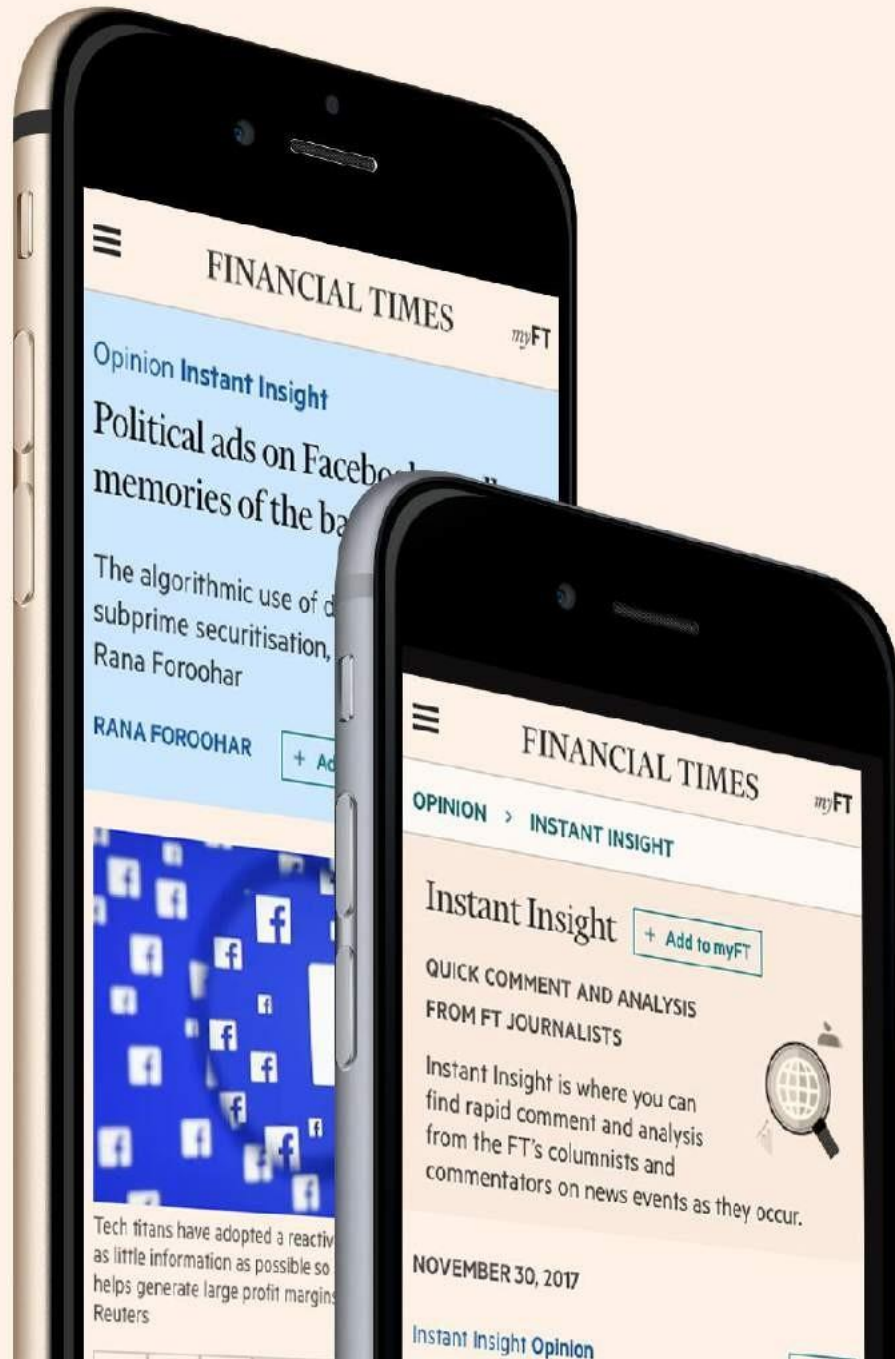 FINANCIAL TIMES
myFT
Opinion Instant Insight
Political ads on
memories of the
The algorithmic use of
subprime securitisation,
Rana Foroohar
RANA FOROOHAR
+
Tech titans have adopted a
as little information as possible so
helps generate large profit margins
Reuters
FINANCIAL TIMES
myFT
OPINION > INSTANT INSIGHT
Instant Insight
+ Add to myFT
QUICK COMMENT AND ANALYSIS
FROM FT JOURNALISTS
Instant Insight is where you can
find rapid comment and analysis
from the FT's columnists and
commentators on news events as they occur.
NOVEMBER 30, 2017
Instant Insight Opinion